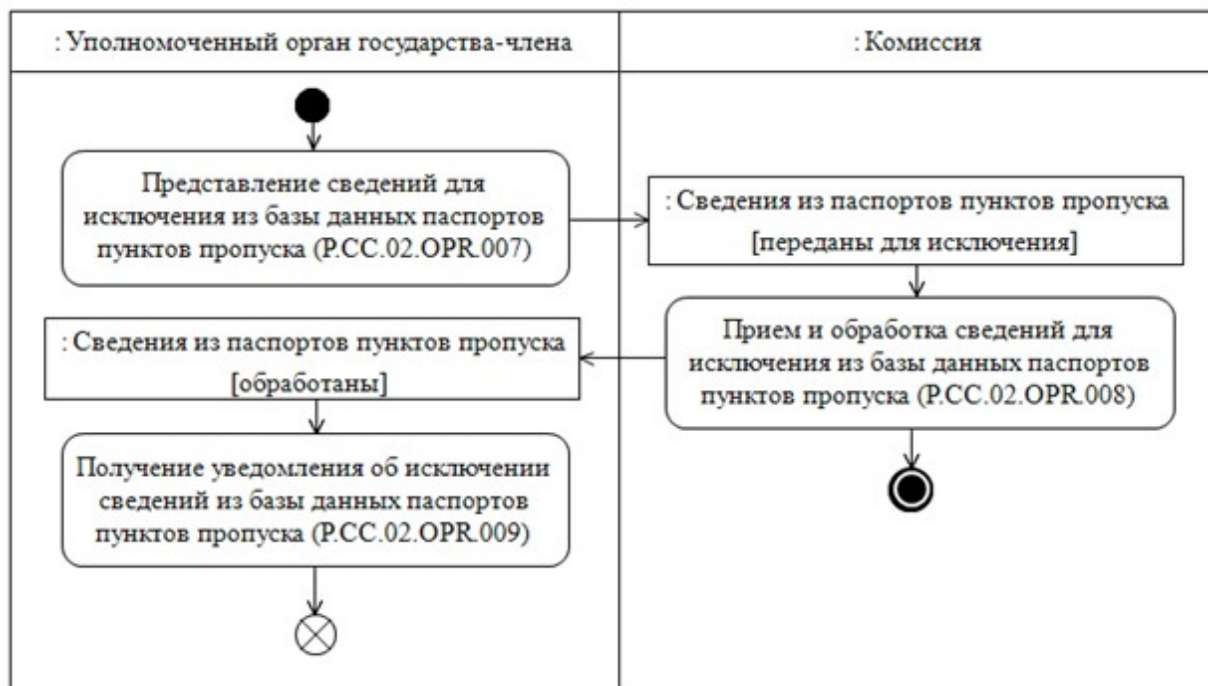 : Уполномоченный орган государства-члена
: Комиссия
Представление сведений для
исключения из базы данных паспортов
пунктов пропуска (P.CC.02.OPR.007)
: Сведения из паспортов пунктов пропуска
[переданы для исключения]
Прием и обработка сведений для
исключения из базы данных паспортов
пунктов пропуска (P.CC.02.OPR.008)
: Сведения из паспортов пунктов пропуска
[обработаны]
Получение уведомления об исключении
сведений из базы данных паспортов
пунктов пропуска (P.CC.02.OPR.009)